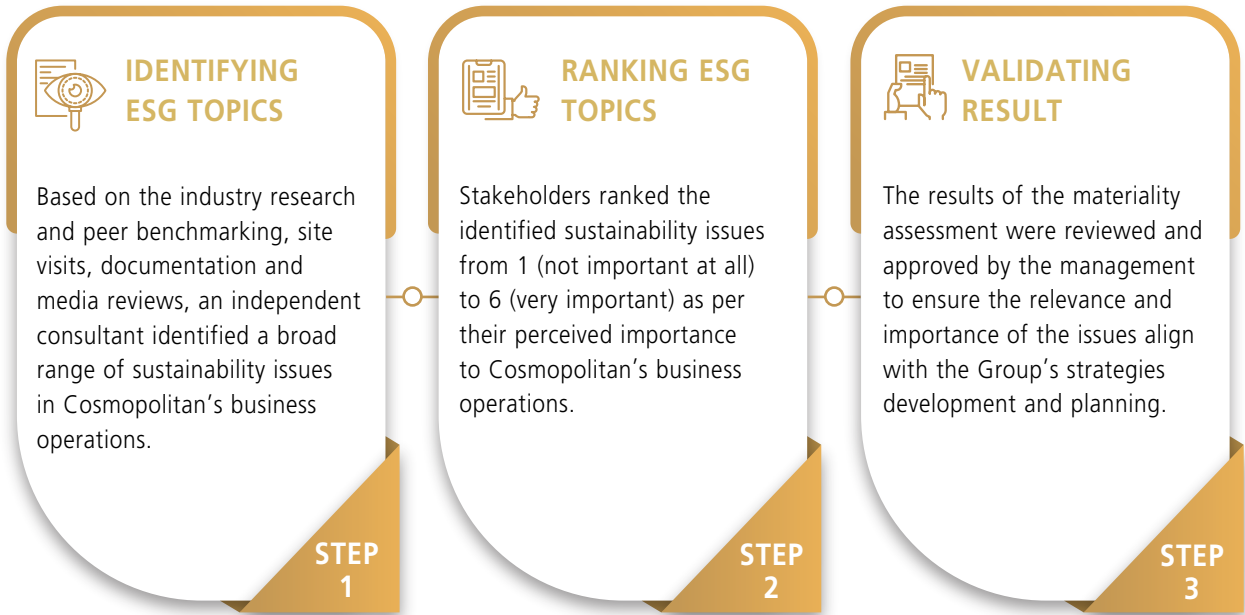 IDENTIFYING
ESG TOPICS
Based on the industry research
and peer benchmarking, site
visits, documentation and
media reviews, an independent
consultant identified a broad
range of sustainability issues
in Cosmopolitan's business
operations.
STEP
1
RANKING ESG
TOPICS
Stakeholders ranked the
identified sustainability issues
from 1 (not important at all)
to 6 (very important) as per
their perceived importance
to Cosmopolitan's business
operations.
STEP
2
VALIDATING
RESULT
The results of the materiality
assessment were reviewed and
approved by the management
to ensure the relevance and
importance of the issues align
with the Group's strategies
development and planning.
STEP
3